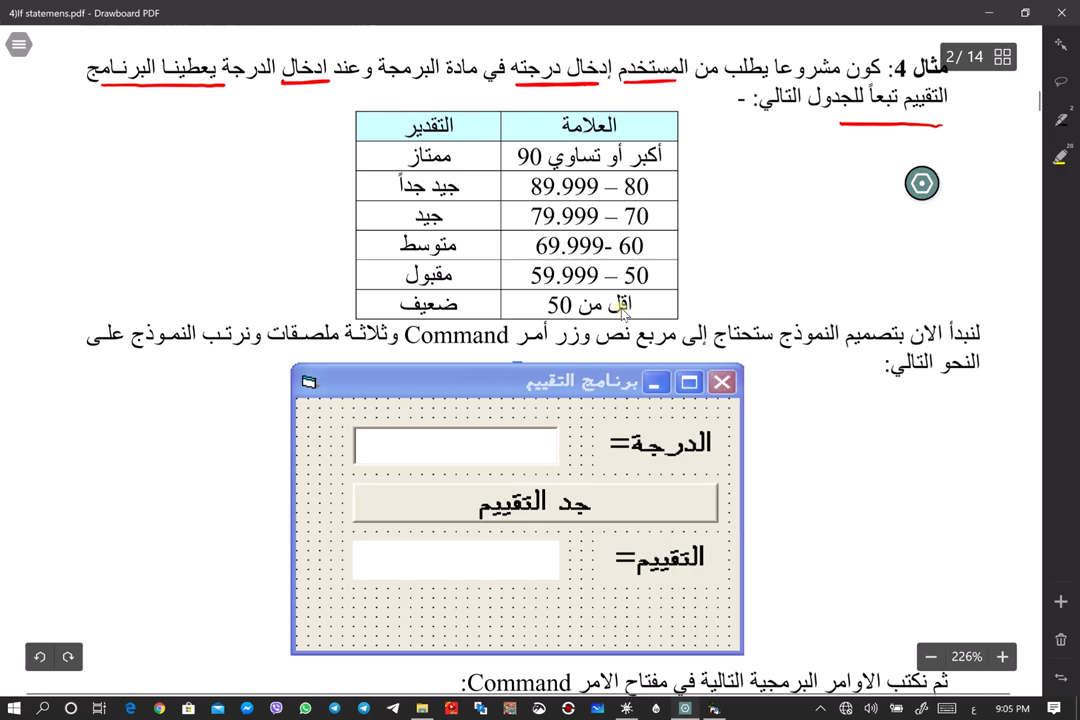 4)If statemens.pdf - Drawboard PDF
2 / 14
مثال 4: كون مشروعا يطلب من المستخدم إدخال درجته في مادة البرمجة وعند ادخال الدرجة يعطينا البرنامج
التقييم تبعاً للجدول التالي: -
العلامة التقدير
أكبر أو تساوي 90 ممتاز
80 – 89.999 جيد جداً
70 – 79.999 جيد
60 -69.999 متوسط
50 – 59.999 مقبول
اقل من 50 ضعيف
لنبدأ الان بتصميم النموذج ستحتاج إلى مربع نص وزر أمر Command وثلاثة ملصقات ونرتب النموذج على
النحو التالي:
برنامج التقييم
الدرجة=
جد التقييم
التقييم=
226%
ثم نكتب الاوامر البرمجية التالية في مفتاح الامر Command:
2
20
ع
9:05 PM